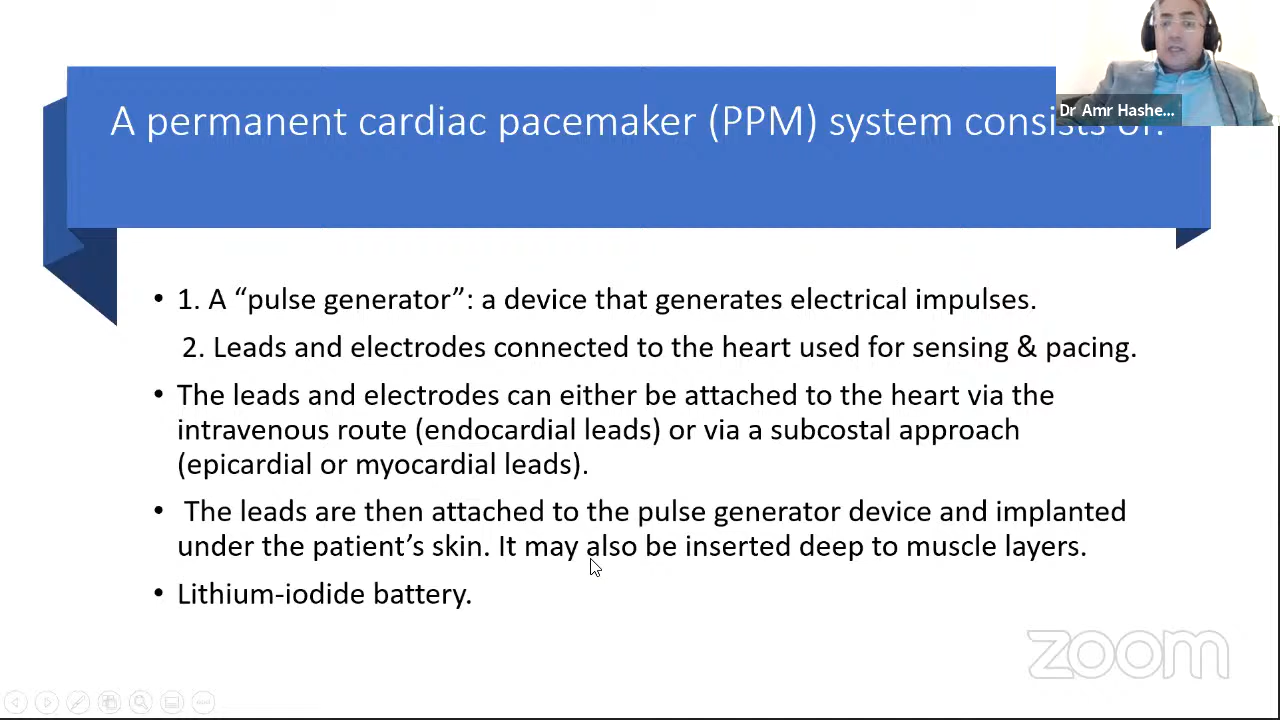 A permanent cardiac pacemaker (PPM) system consists of:
Dr Amr Hashe...
• 1. A “pulse generator”: a device that generates electrical impulses.
2. Leads and electrodes connected to the heart used for sensing & pacing.
• The leads and electrodes can either be attached to the heart via the
intravenous route (endocardial leads) or via a subcostal approach
(epicardial or myocardial leads).
• The leads are then attached to the pulse generator device and implanted
under the patient’s skin. It may also be inserted deep to muscle layers.
• Lithium-iodide battery.
zoom